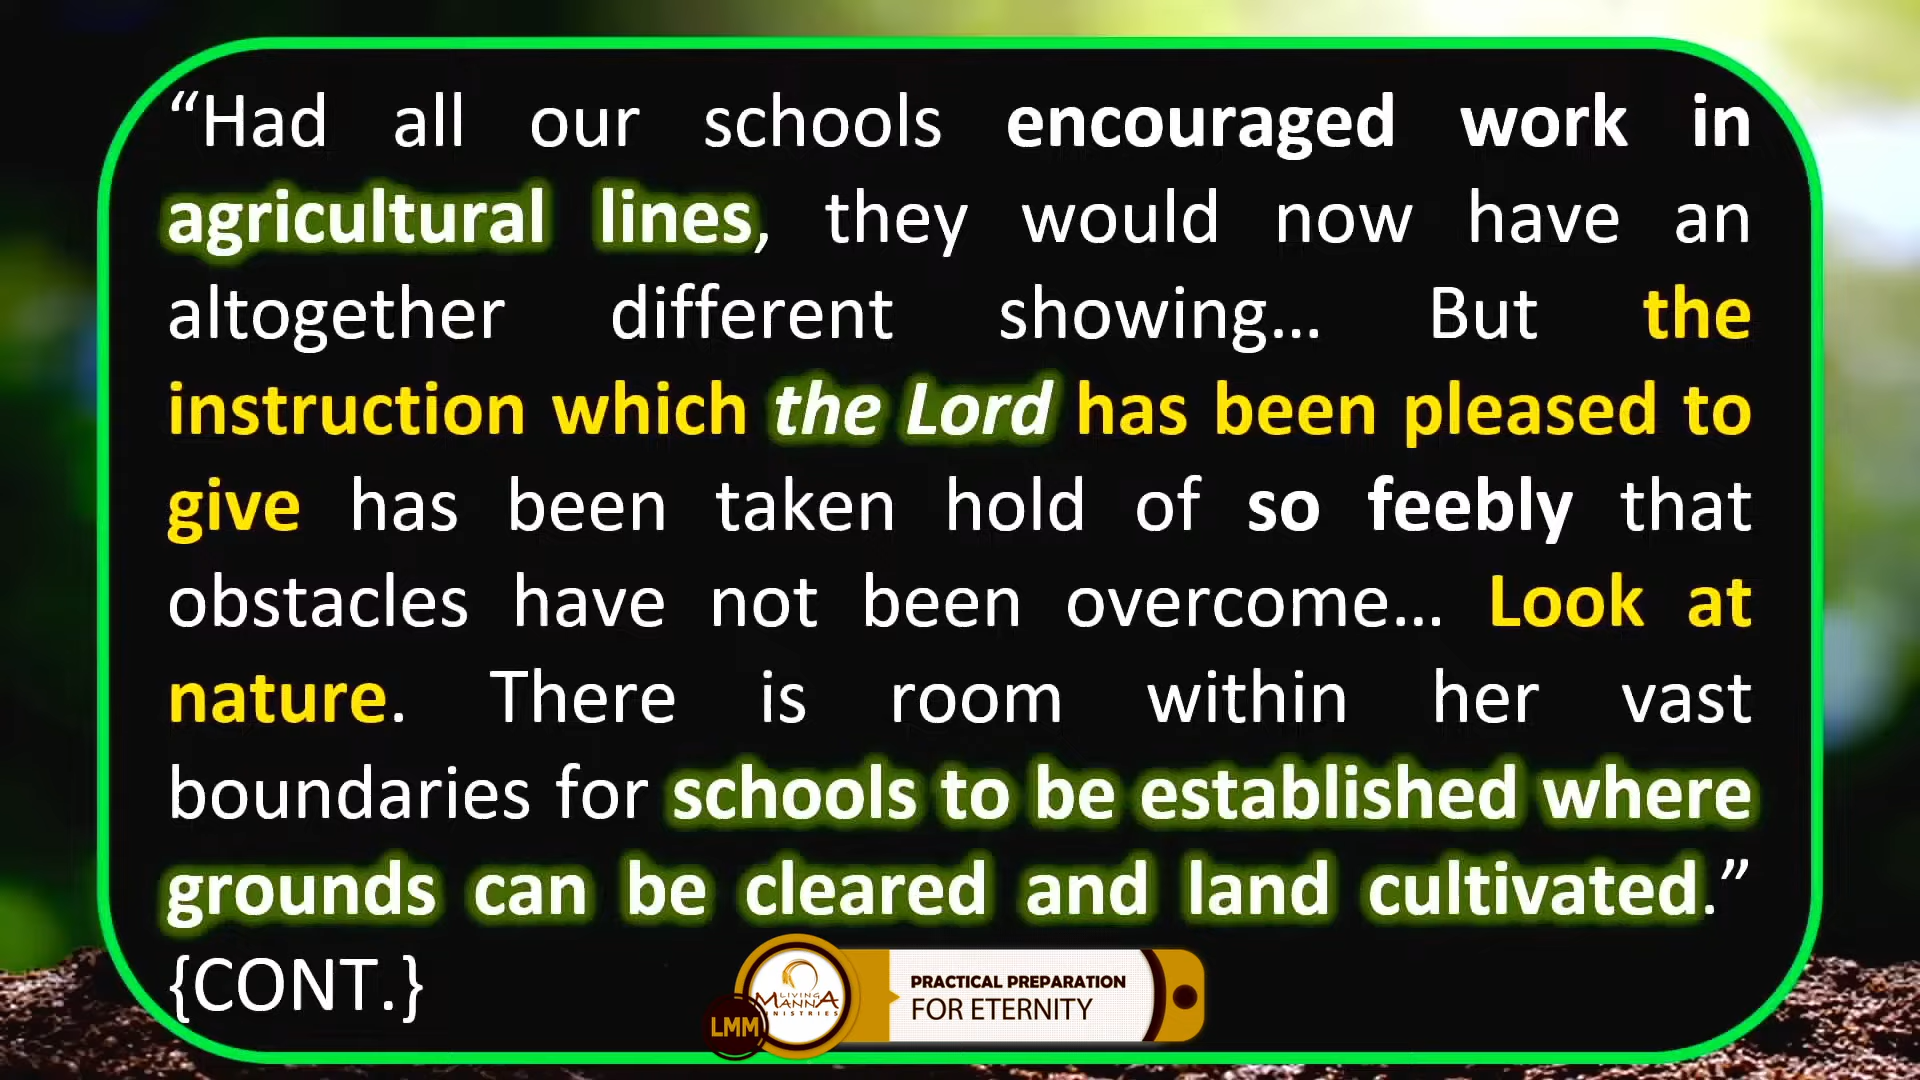 “Had all our schools encouraged work in
agricultural lines, they would now have an
altogether different showing… But the
instruction which the Lord has been pleased to
give has been taken hold of so feebly that
obstacles have not been overcome… Look at
nature. There is room within her vast
boundaries for schools to be established where
grounds can be cleared and land cultivated.”
{CONT.}
LIVING
MANNA
MINISTRIES
LMM
PRACTICAL PREPARATION
FOR ETERNITY